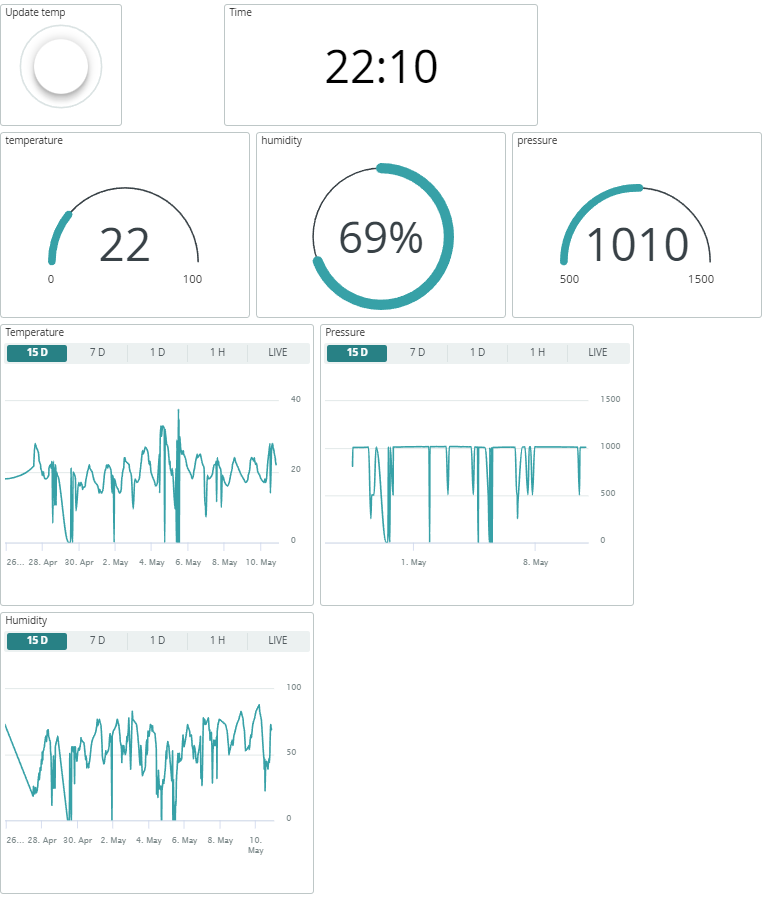 Update temp
Time
22:10
temperature
22
0 100
humidity
69%
pressure
1010
500 1500
Temperature
15 D 7 D 1 D 1 H LIVE
40
20
0
26... 28. Apr 30. Apr 2. May 4. May 6. May 8. May 10. May
Pressure
15 D 7 D 1 D 1 H LIVE
1500
1000
500
0
1. May 8. May
Humidity
15 D 7 D 1 D 1 H LIVE
100
50
0
26... 28. Apr 30. Apr 2. May 4. May 6. May 8. May 10.
May